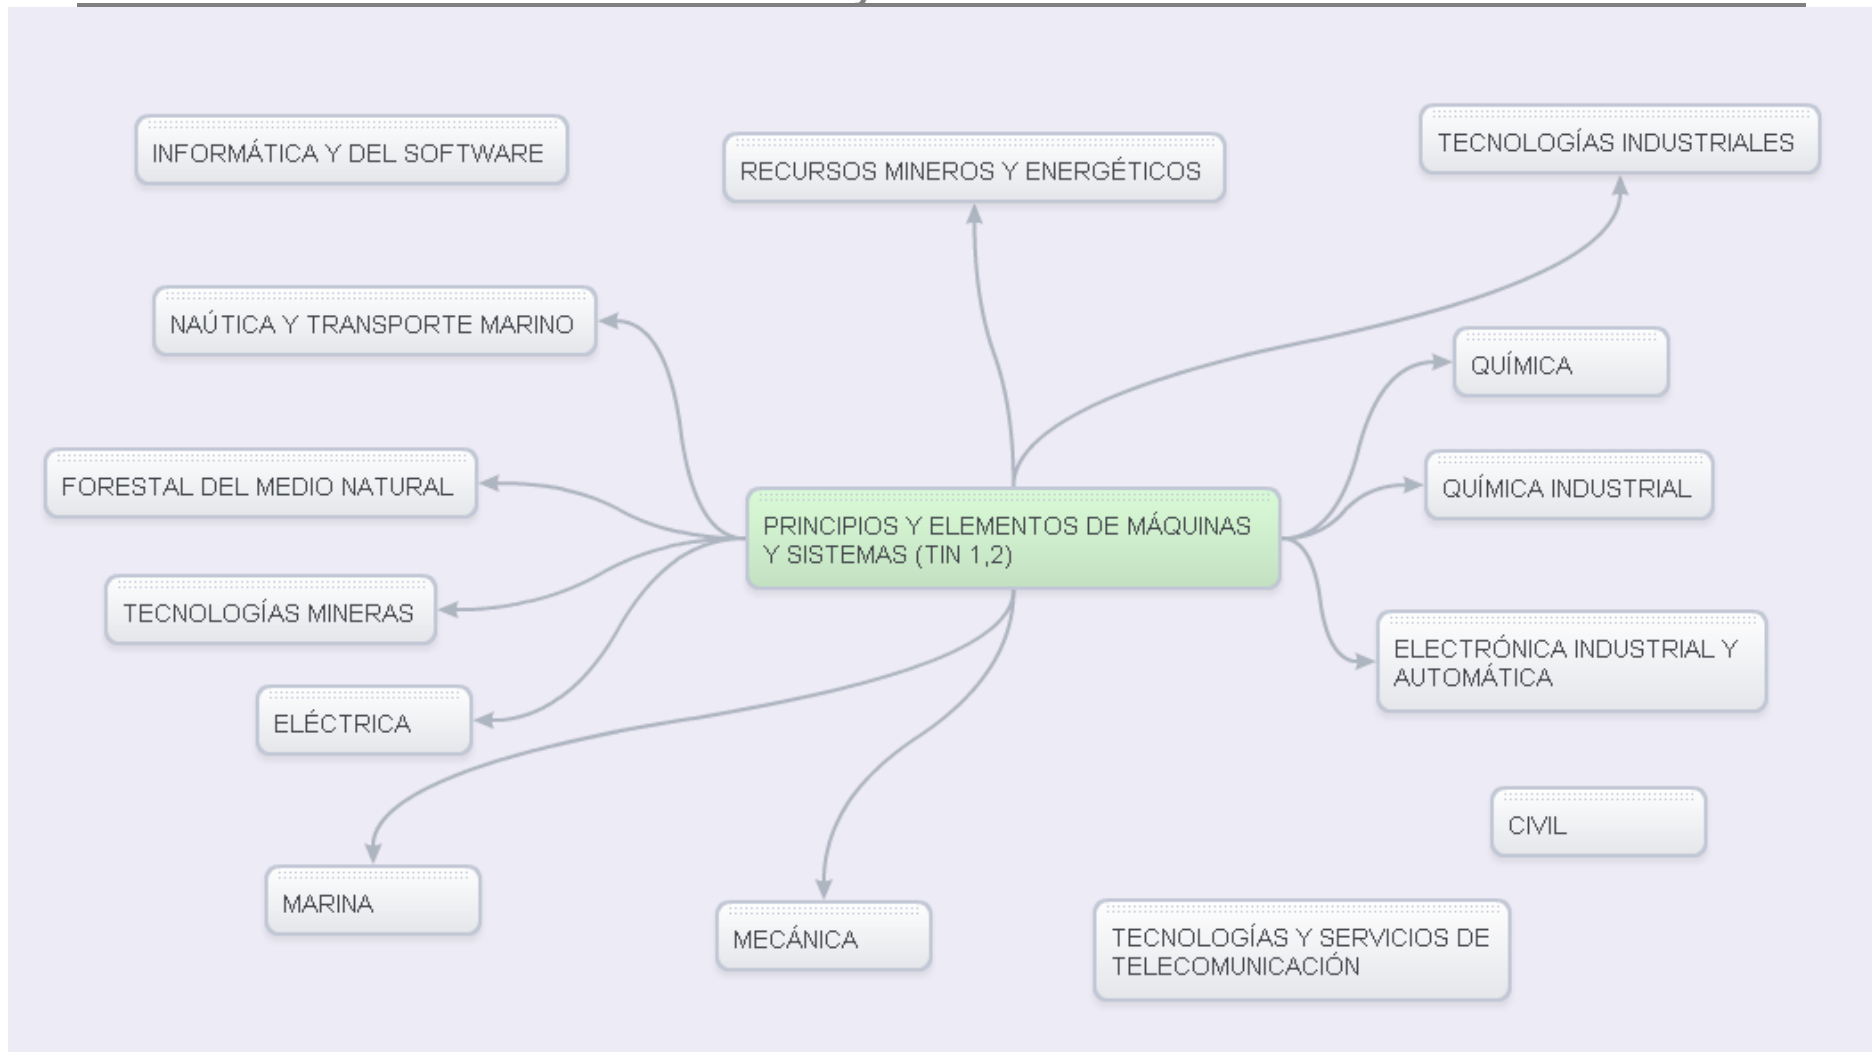 INFORMÁTICA Y DEL SOFTWARE
RECURSOS MINEROS Y ENERGÉTICOS
TECNOLOGÍAS INDUSTRIALES
NAÚTICA Y TRANSPORTE MARINO
QUÍMICA
FORESTAL DEL MEDIO NATURAL
QUÍMICA INDUSTRIAL
PRINCIPIOS Y ELEMENTOS DE MÁQUINAS
Y SISTEMAS (TIN 1,2)
TECNOLOGÍAS MINERAS
ELECTRÓNICA INDUSTRIAL Y
AUTOMÁTICA
ELÉCTRICA
CIVIL
MARINA
MECÁNICA
TECNOLOGÍAS Y SERVICIOS DE
TELECOMUNICACIÓN